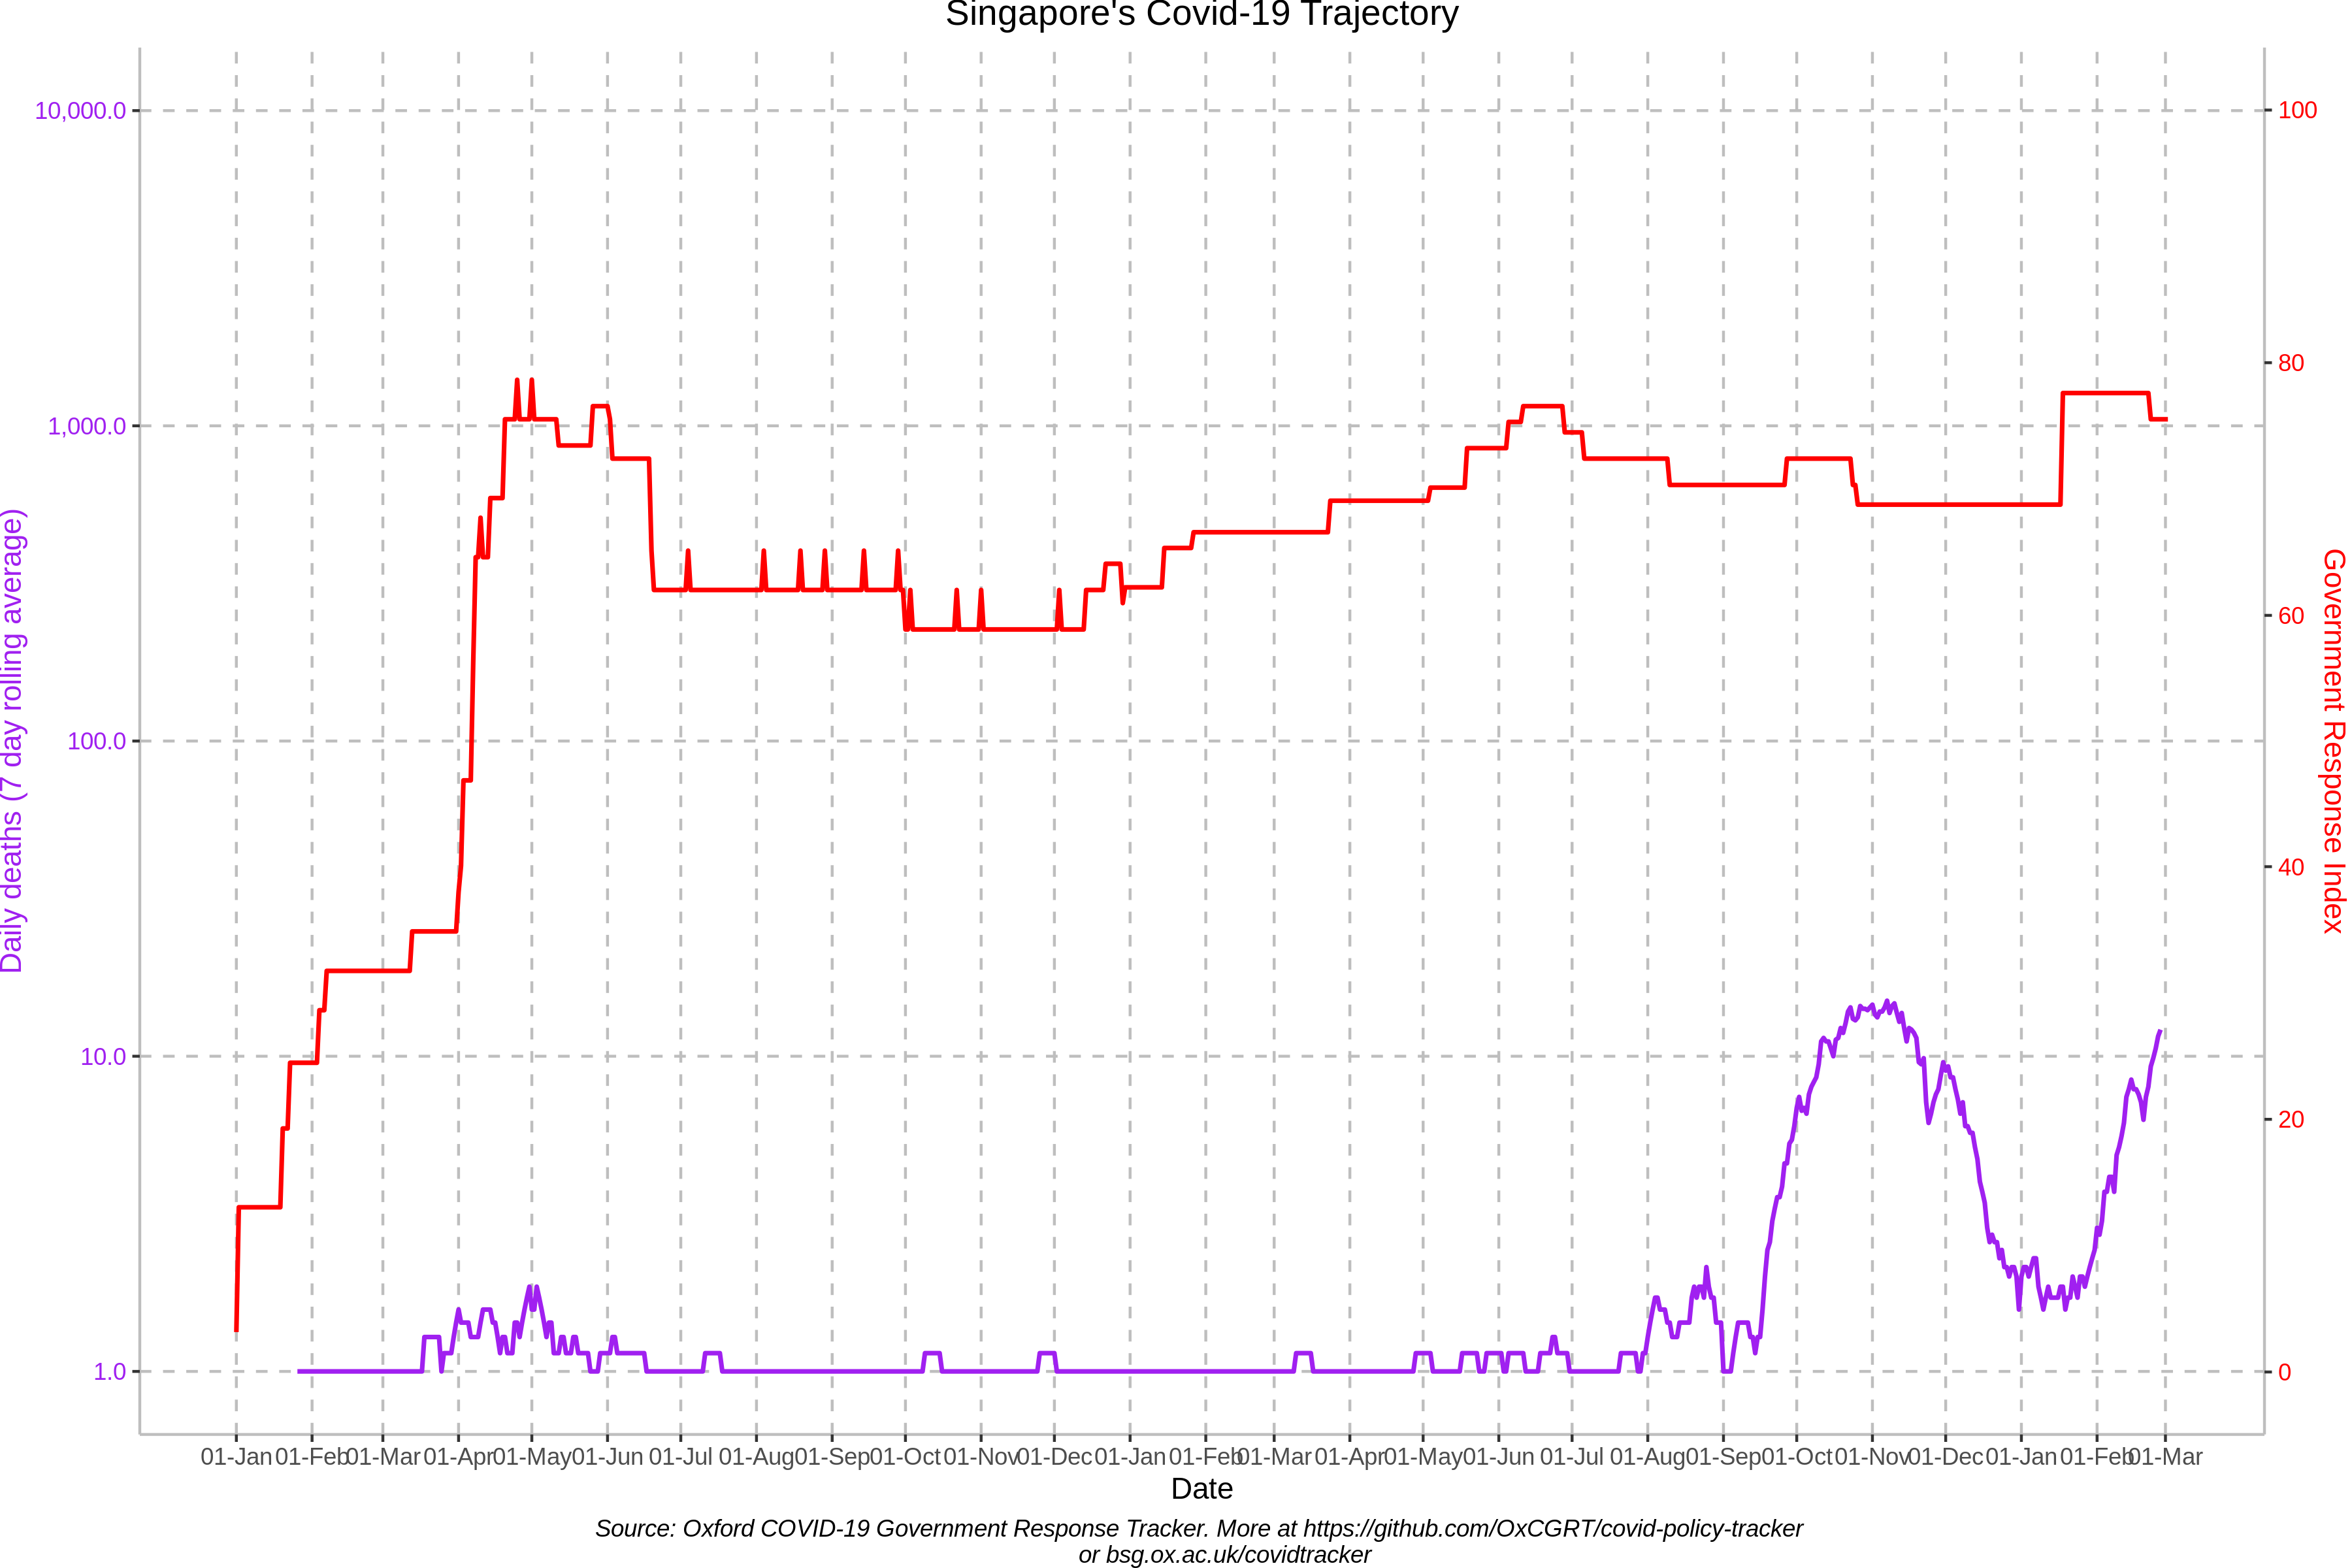 Singapore's Covid-19 Trajectory
10,000.0
1,000.0
100.0
10.0
1.0
Daily deaths (7 day rolling average)
100
80
60
40
20
0
Government Response Index
01-Jan 01-Feb 01-Mar 01-Apr 01-May 01-Jun 01-Jul 01-Aug 01-Sep 01-Oct 01-Nov 01-Dec 01-Jan 01-Feb 01-Mar 01-Apr 01-May 01-Jun 01-Jul 01-Aug 01-Sep 01-Oct 01-Nov 01-Dec 01-Jan 01-Feb 01-Mar
Date
Source: Oxford COVID-19 Government Response Tracker. More at https://github.com/OxCGRT/covid-policy-tracker
or bsg.ox.ac.uk/covidtracker